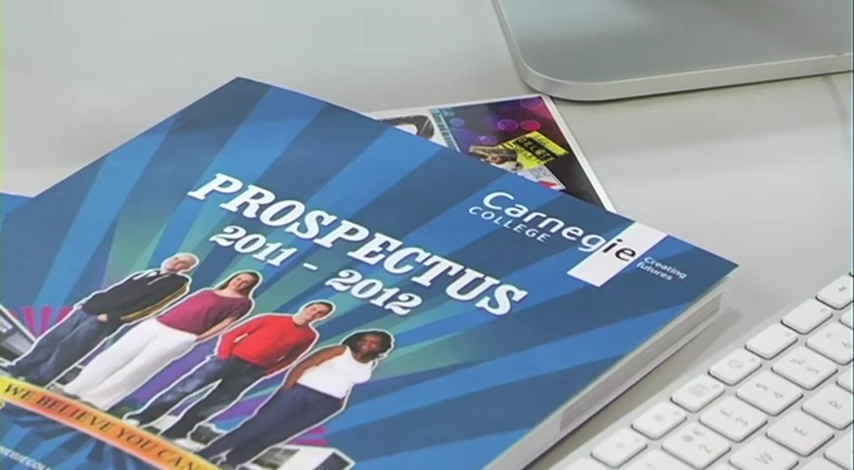 PROSPECTUS
2011 - 2012
Carnegie
COLLEGE
Creating
futures
WE BELIEVE YOU CAN